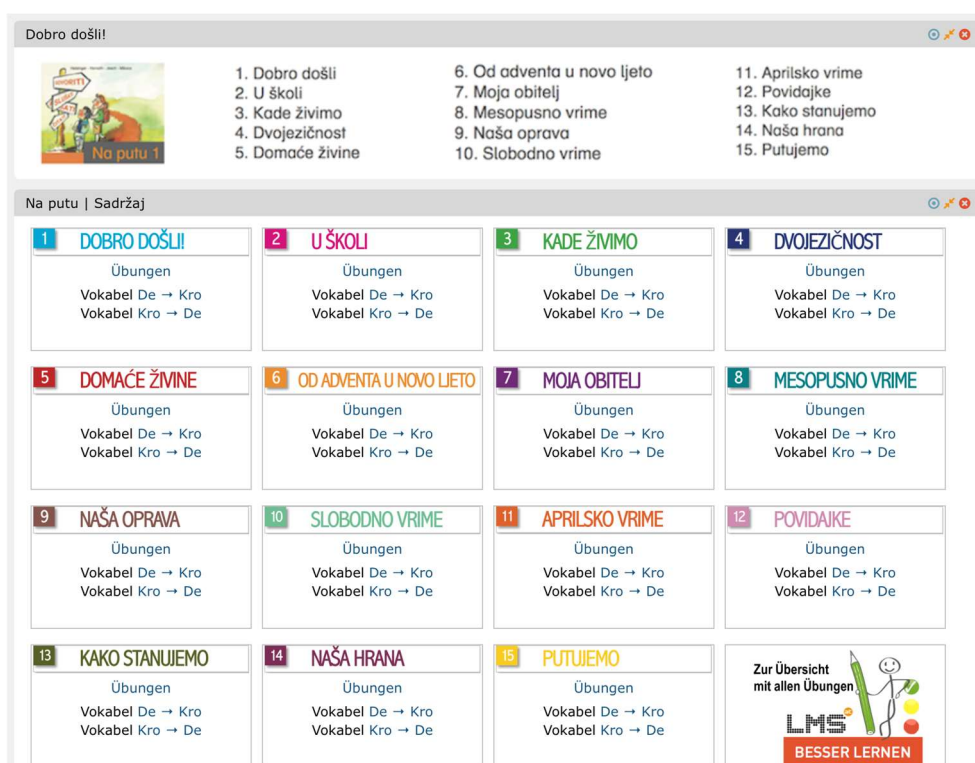 Dobro došli!
Na putu 1
1. Dobro došli
2. U školi
3. Kade živimo
4. Dvojezičnost
5. Domaće živine
6. Od adventa u novo ljeto
7. Moja obitelj
8. Mesopusno vrime
9. Naša oprava
10. Slobodno vrime
11. Aprilsko vrime
12. Povidajke
13. Kako stanujemo
14. Naša hrana
15. Putujemo
Na putu | Sadržaj
1 DOBRO DOŠLI!
Übungen
Vokabel De → Kro
Vokabel Kro → De
2 U ŠKOLI
Übungen
Vokabel De → Kro
Vokabel Kro → De
3 KADE ŽIVIMO
Übungen
Vokabel De → Kro
Vokabel Kro → De
4 DVOJEZIČNOST
Übungen
Vokabel De → Kro
Vokabel Kro → De
5 DOMAĆE ŽIVINE
Übungen
Vokabel De → Kro
Vokabel Kro → De
6 OD ADVENTA U NOVO LJETO
Übungen
Vokabel De → Kro
Vokabel Kro → De
7 MOJA OBITELJ
Übungen
Vokabel De → Kro
Vokabel Kro → De
8 MESOPUSNO VRIME
Übungen
Vokabel De → Kro
Vokabel Kro → De
9 NAŠA OPRAVA
Übungen
Vokabel De → Kro
Vokabel Kro → De
10 SLOBODNO VRIME
Übungen
Vokabel De → Kro
Vokabel Kro → De
11 APRILSKO VRIME
Übungen
Vokabel De → Kro
Vokabel Kro → De
12 POVIDAJKE
Übungen
Vokabel De → Kro
Vokabel Kro → De
13 KAKO STANUJEMO
Übungen
Vokabel De → Kro
Vokabel Kro → De
14 NAŠA HRANA
Übungen
Vokabel De → Kro
Vokabel Kro → De
15 PUTUJEMO
Übungen
Vokabel De → Kro
Vokabel Kro → De
Zur Übersicht
mit allen Übungen
LMS
BESSER LERNEN